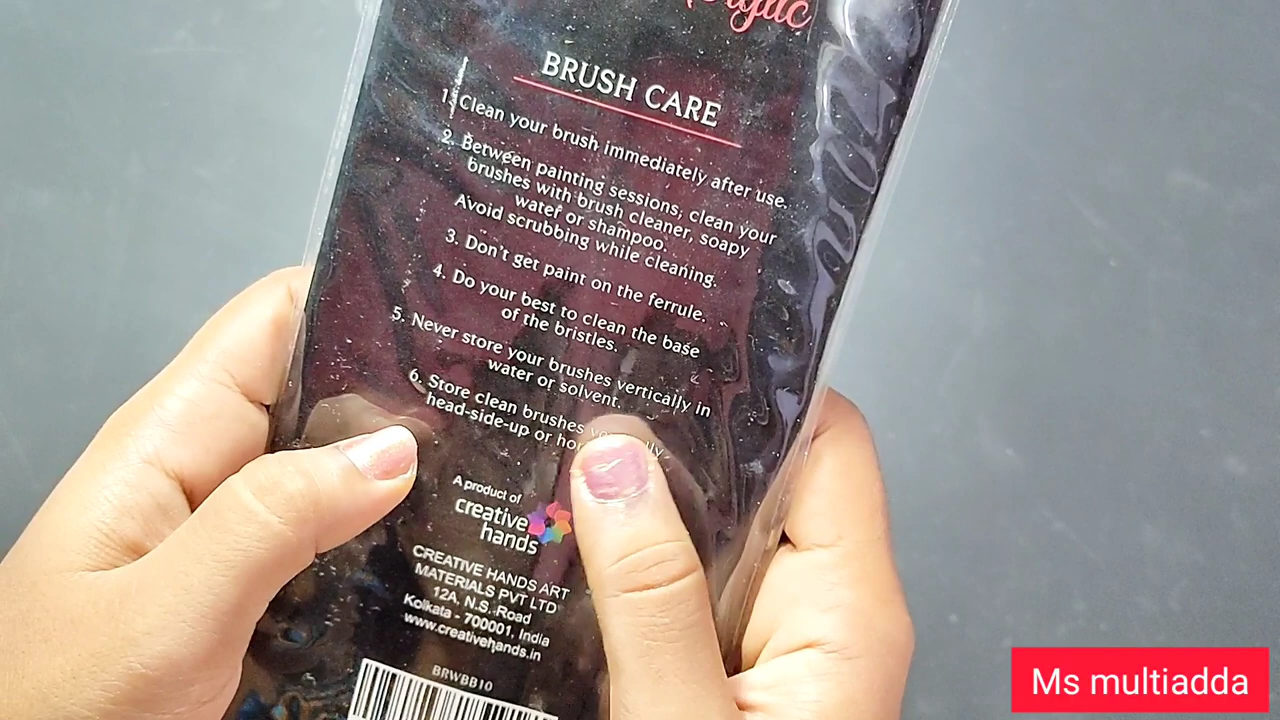 BRUSH CARE
1. Clean your brush immediately after use.
2. Between painting sessions, clean your
brushes with brush cleaner, soapy
water or shampoo.
Avoid scrubbing while cleaning.
3. Don't get paint on the ferrule.
4. Do your best to clean the base
of the bristles.
5. Never store your brushes vertically in
water or solvent.
6. Store clean brushes
head-side-up or
A product of
creative
hands
CREATIVE HANDS ART
MATERIALS PVT LTD
12A, N.S. Road
Kolkata - 700001, India
www.creativehands.in
BRWBB10
Ms multiadda